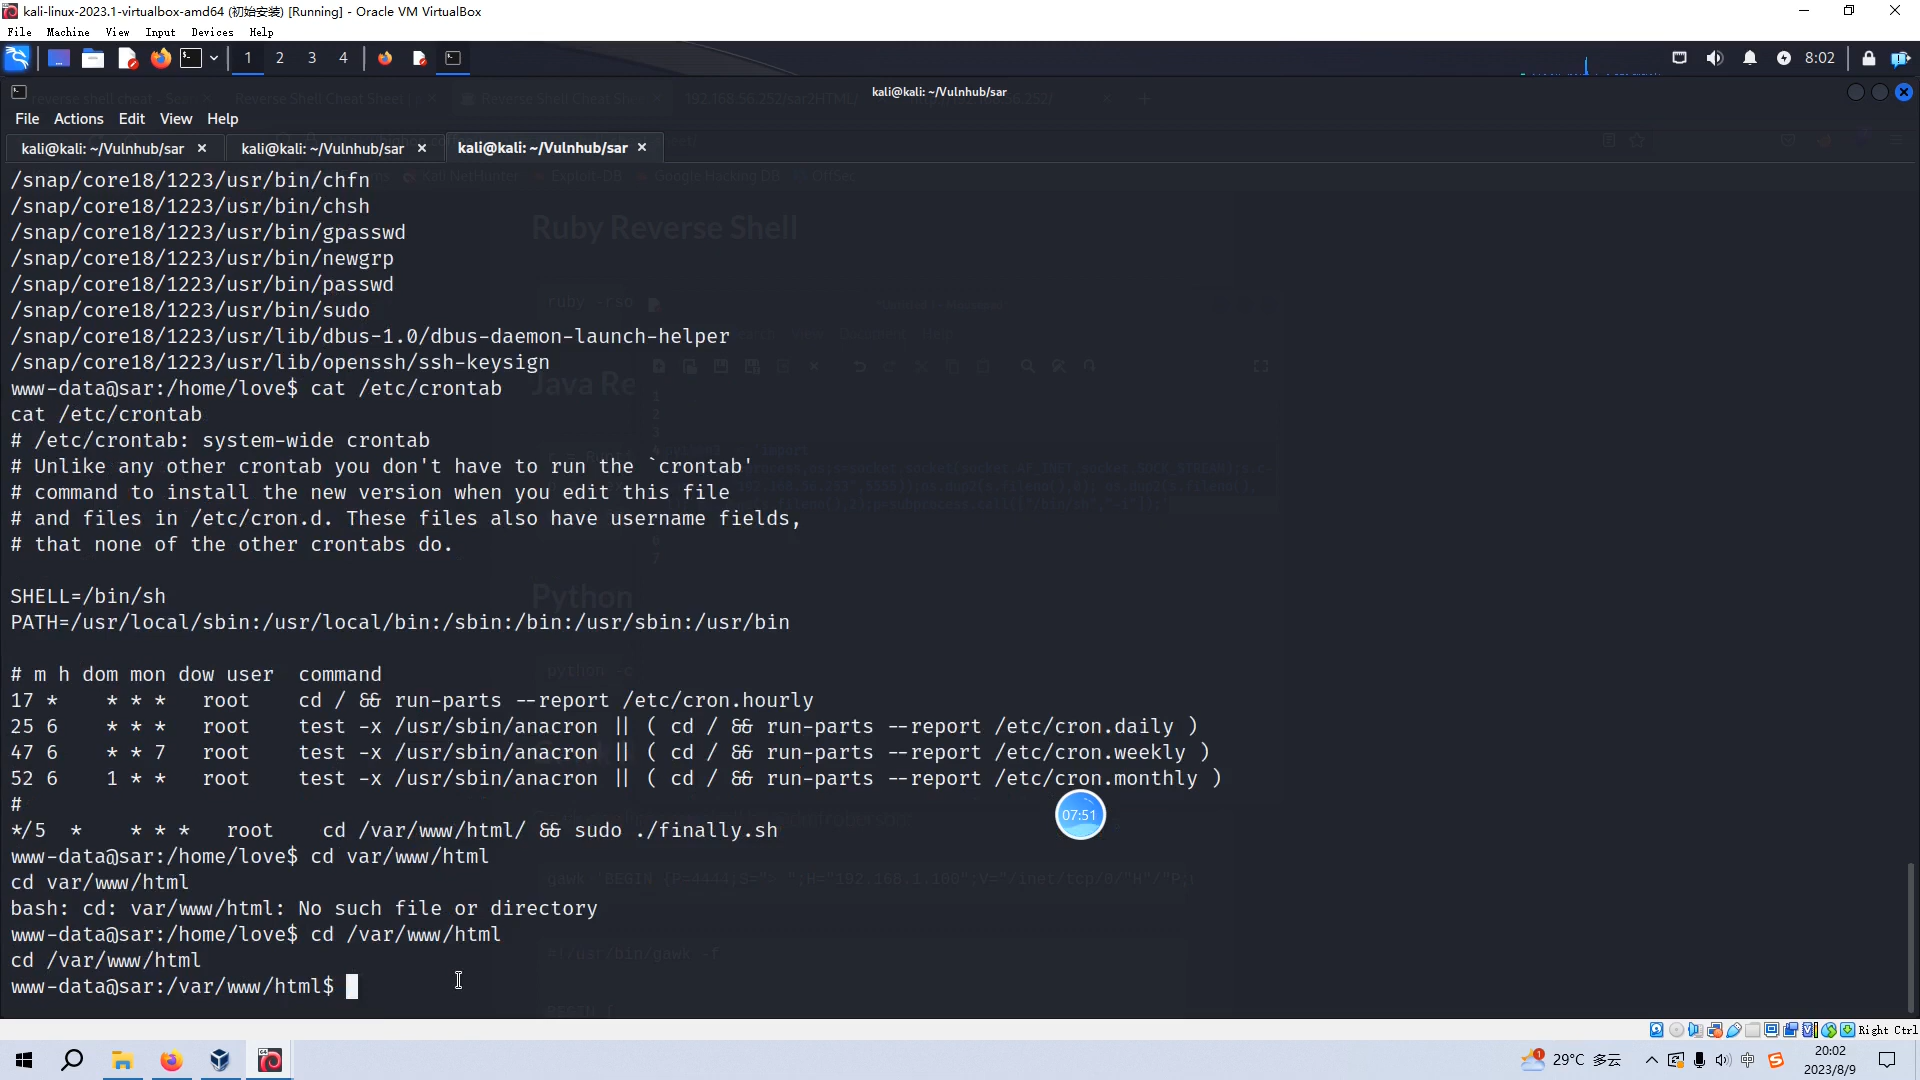 kali-linux-2023.1-virtualbox-amd64 (初始安装) [Running] - Oracle VM VirtualBox
File Machine View Input Devices Help
1 2 3 4 8:02
kali@kali: ~/Vulnhub/sar
File Actions Edit View Help
kali@kali: ~/Vulnhub/sar × kali@kali: ~/Vulnhub/sar × kali@kali: ~/Vulnhub/sar ×
/snap/core18/1223/usr/bin/chfn
/snap/core18/1223/usr/bin/chsh
/snap/core18/1223/usr/bin/gpasswd
/snap/core18/1223/usr/bin/newgrp
/snap/core18/1223/usr/bin/passwd
/snap/core18/1223/usr/bin/sudo
/snap/core18/1223/usr/lib/dbus-1.0/dbus-daemon-launch-helper
/snap/core18/1223/usr/lib/openssh/ssh-keysign
www-data@sar:/home/love$ cat /etc/crontab
cat /etc/crontab
# /etc/crontab: system-wide crontab
# Unlike any other crontab you don't have to run the `crontab'
# command to install the new version when you edit this file
# and files in /etc/cron.d. These files also have username fields,
# that none of the other crontabs do.
SHELL=/bin/sh
PATH=/usr/local/sbin:/usr/local/bin:/sbin:/bin:/usr/sbin:/usr/bin
# m h dom mon dow user  command
17 *    * * *   root    cd / && run-parts --report /etc/cron.hourly
25 6    * * *   root    test -x /usr/sbin/anacron || ( cd / && run-parts --report /etc/cron.daily )
47 6    * * 7   root    test -x /usr/sbin/anacron || ( cd / && run-parts --report /etc/cron.weekly )
52 6    1 * *   root    test -x /usr/sbin/anacron || ( cd / && run-parts --report /etc/cron.monthly )
#
*/5  *    * * *   root    cd /var/www/html/ && sudo ./finally.sh
www-data@sar:/home/love$ cd var/www/html
cd var/www/html
bash: cd: var/www/html: No such file or directory
www-data@sar:/home/love$ cd /var/www/html
cd /var/www/html
www-data@sar:/var/www/html$
07:51
Ruby Reverse Shell
Python
Right Ctrl
29°C 多云 中 20:02
2023/8/9